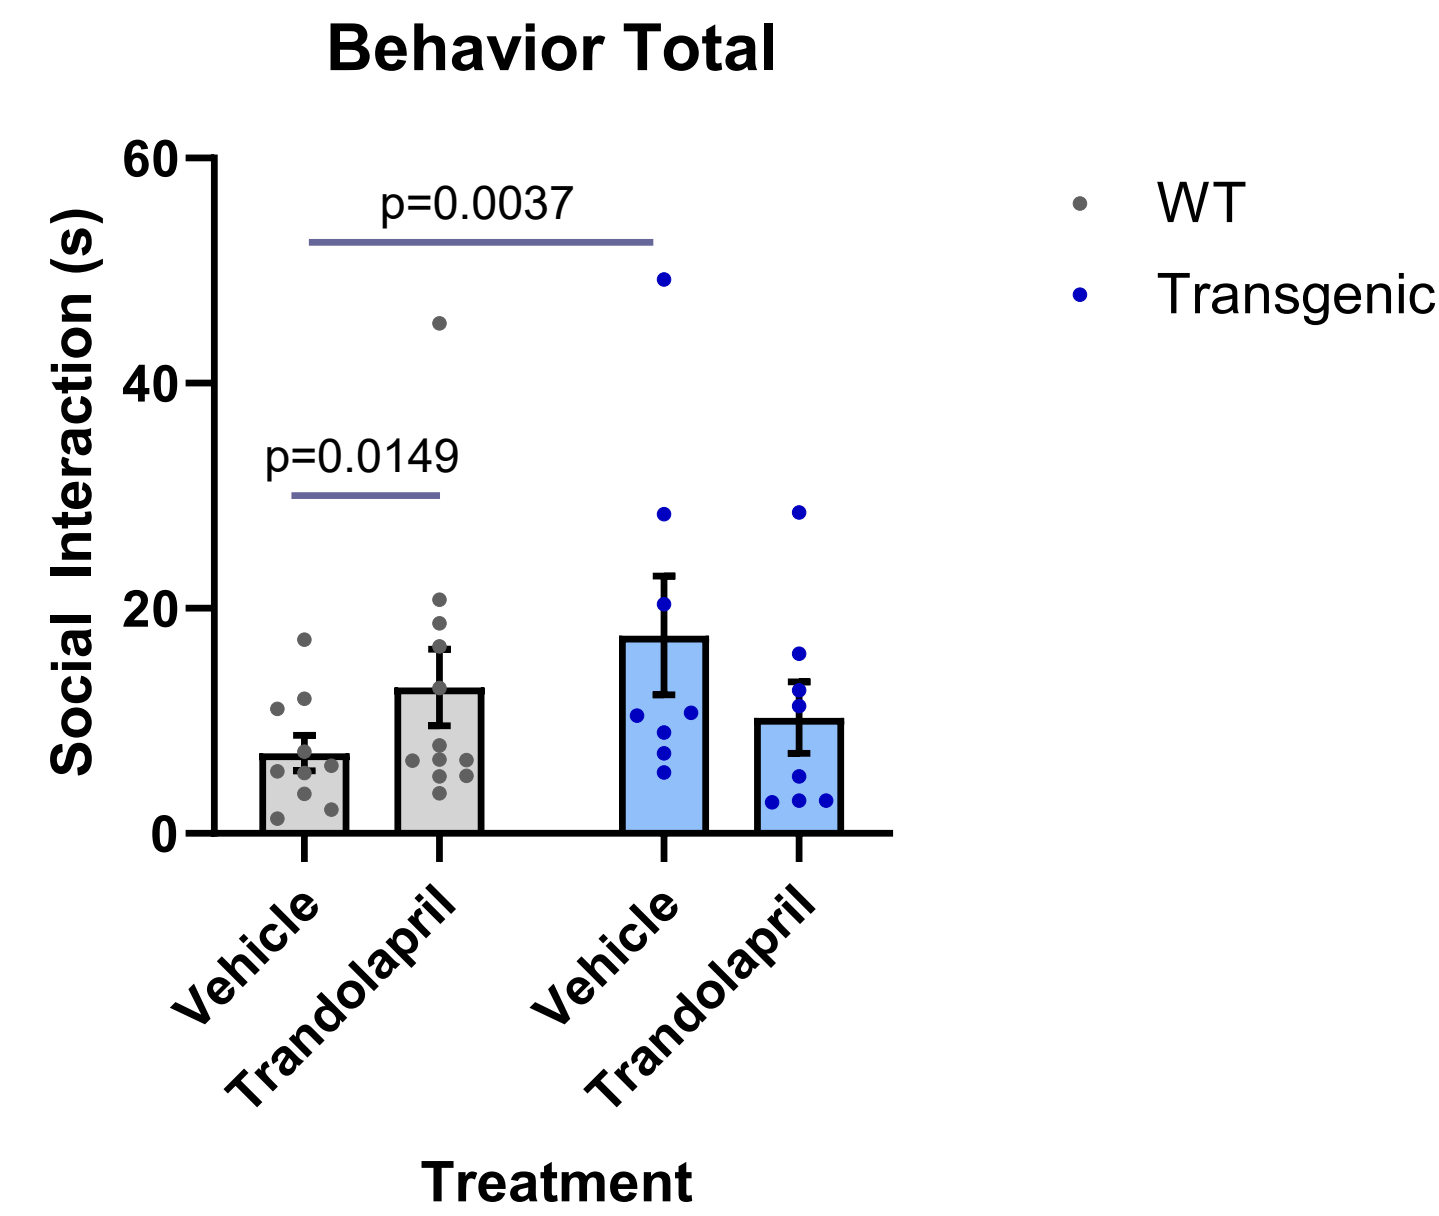 Behavior Total
60
40
20
0
Social Interaction (s)
p=0.0037
p=0.0149
WT
Transgenic
Vehicle
Trandolapril
Vehicle
Trandolapril
Treatment